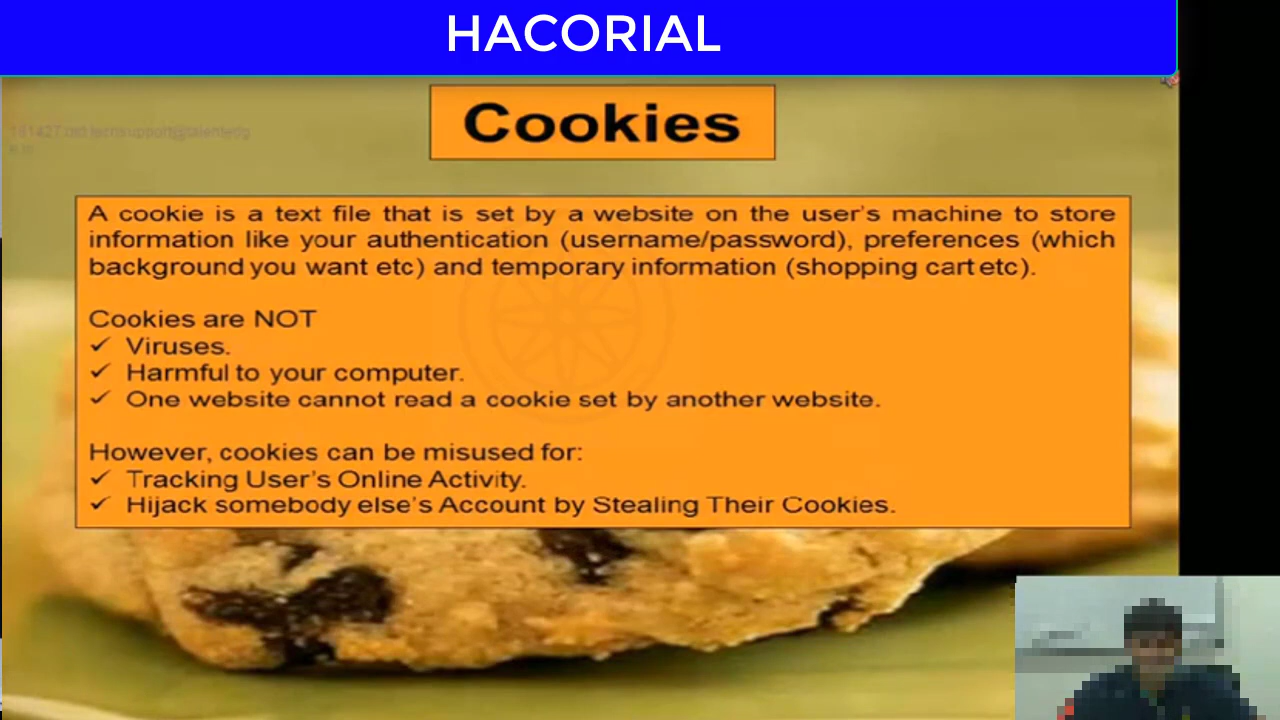 HACORIAL
Cookies
A cookie is a text file that is set by a website on the user's machine to store
information like your authentication (username/password), preferences (which
background you want etc) and temporary information (shopping cart etc).
Cookies are NOT
✓ Viruses.
✓ Harmful to your computer.
✓ One website cannot read a cookie set by another website.
However, cookies can be misused for:
✓ Tracking User's Online Activity.
✓ Hijack somebody else's Account by Stealing Their Cookies.